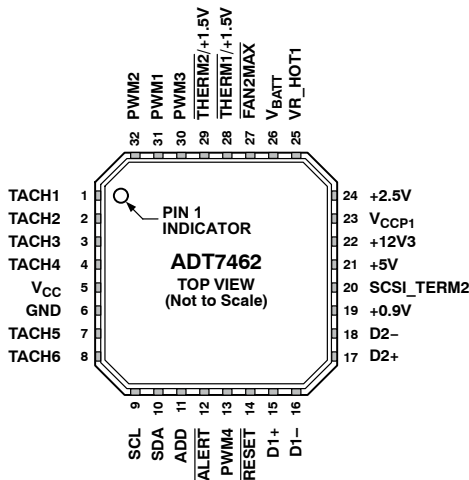 PWM2
PWM1
PWM3
THERM2/+1.5V
THERM1/+1.5V
FAN2MAX
VBATT
VR_HOT1
32
31
30
29
28
27
26
25
TACH1 1
TACH2 2
TACH3 3
TACH4 4
VCC 5
GND 6
TACH5 7
TACH6 8
PIN 1
INDICATOR
ADT7462
TOP VIEW
(Not to Scale)
24 +2.5V
23 VCCP1
22 +12V3
21 +5V
20 SCSI_TERM2
19 +0.9V
18 D2–
17 D2+
9
10
11
12
13
14
15
16
SCL
SDA
ADD
ALERT
PWM4
RESET
D1+
D1–